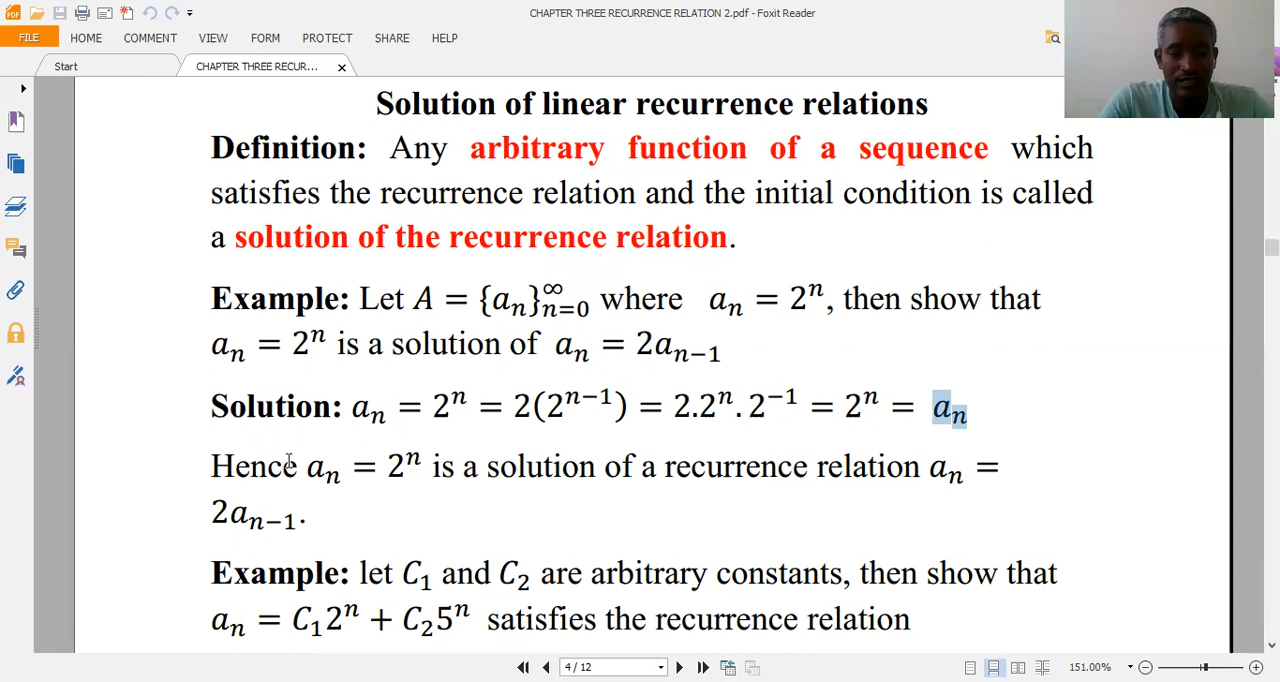 CHAPTER THREE RECURRENCE RELATION 2.pdf - Foxit Reader
FILE HOME COMMENT VIEW FORM PROTECT SHARE HELP
Start CHAPTER THREE RECUR...
Solution of linear recurrence relations
Definition: Any arbitrary function of a sequence which
satisfies the recurrence relation and the initial condition is called
a solution of the recurrence relation.
Example: Let A = {aₙ}∞ₙ₌₀ where aₙ = 2ⁿ, then show that
aₙ = 2ⁿ is a solution of aₙ = 2aₙ₋₁
Solution: aₙ = 2ⁿ = 2(2ⁿ⁻¹) = 2.2ⁿ.2⁻¹ = 2ⁿ = aₙ
Hence aₙ = 2ⁿ is a solution of a recurrence relation aₙ =
2aₙ₋₁.
Example: let C₁ and C₂ are arbitrary constants, then show that
aₙ = C₁2ⁿ + C₂5ⁿ satisfies the recurrence relation
4 / 12 151.00%